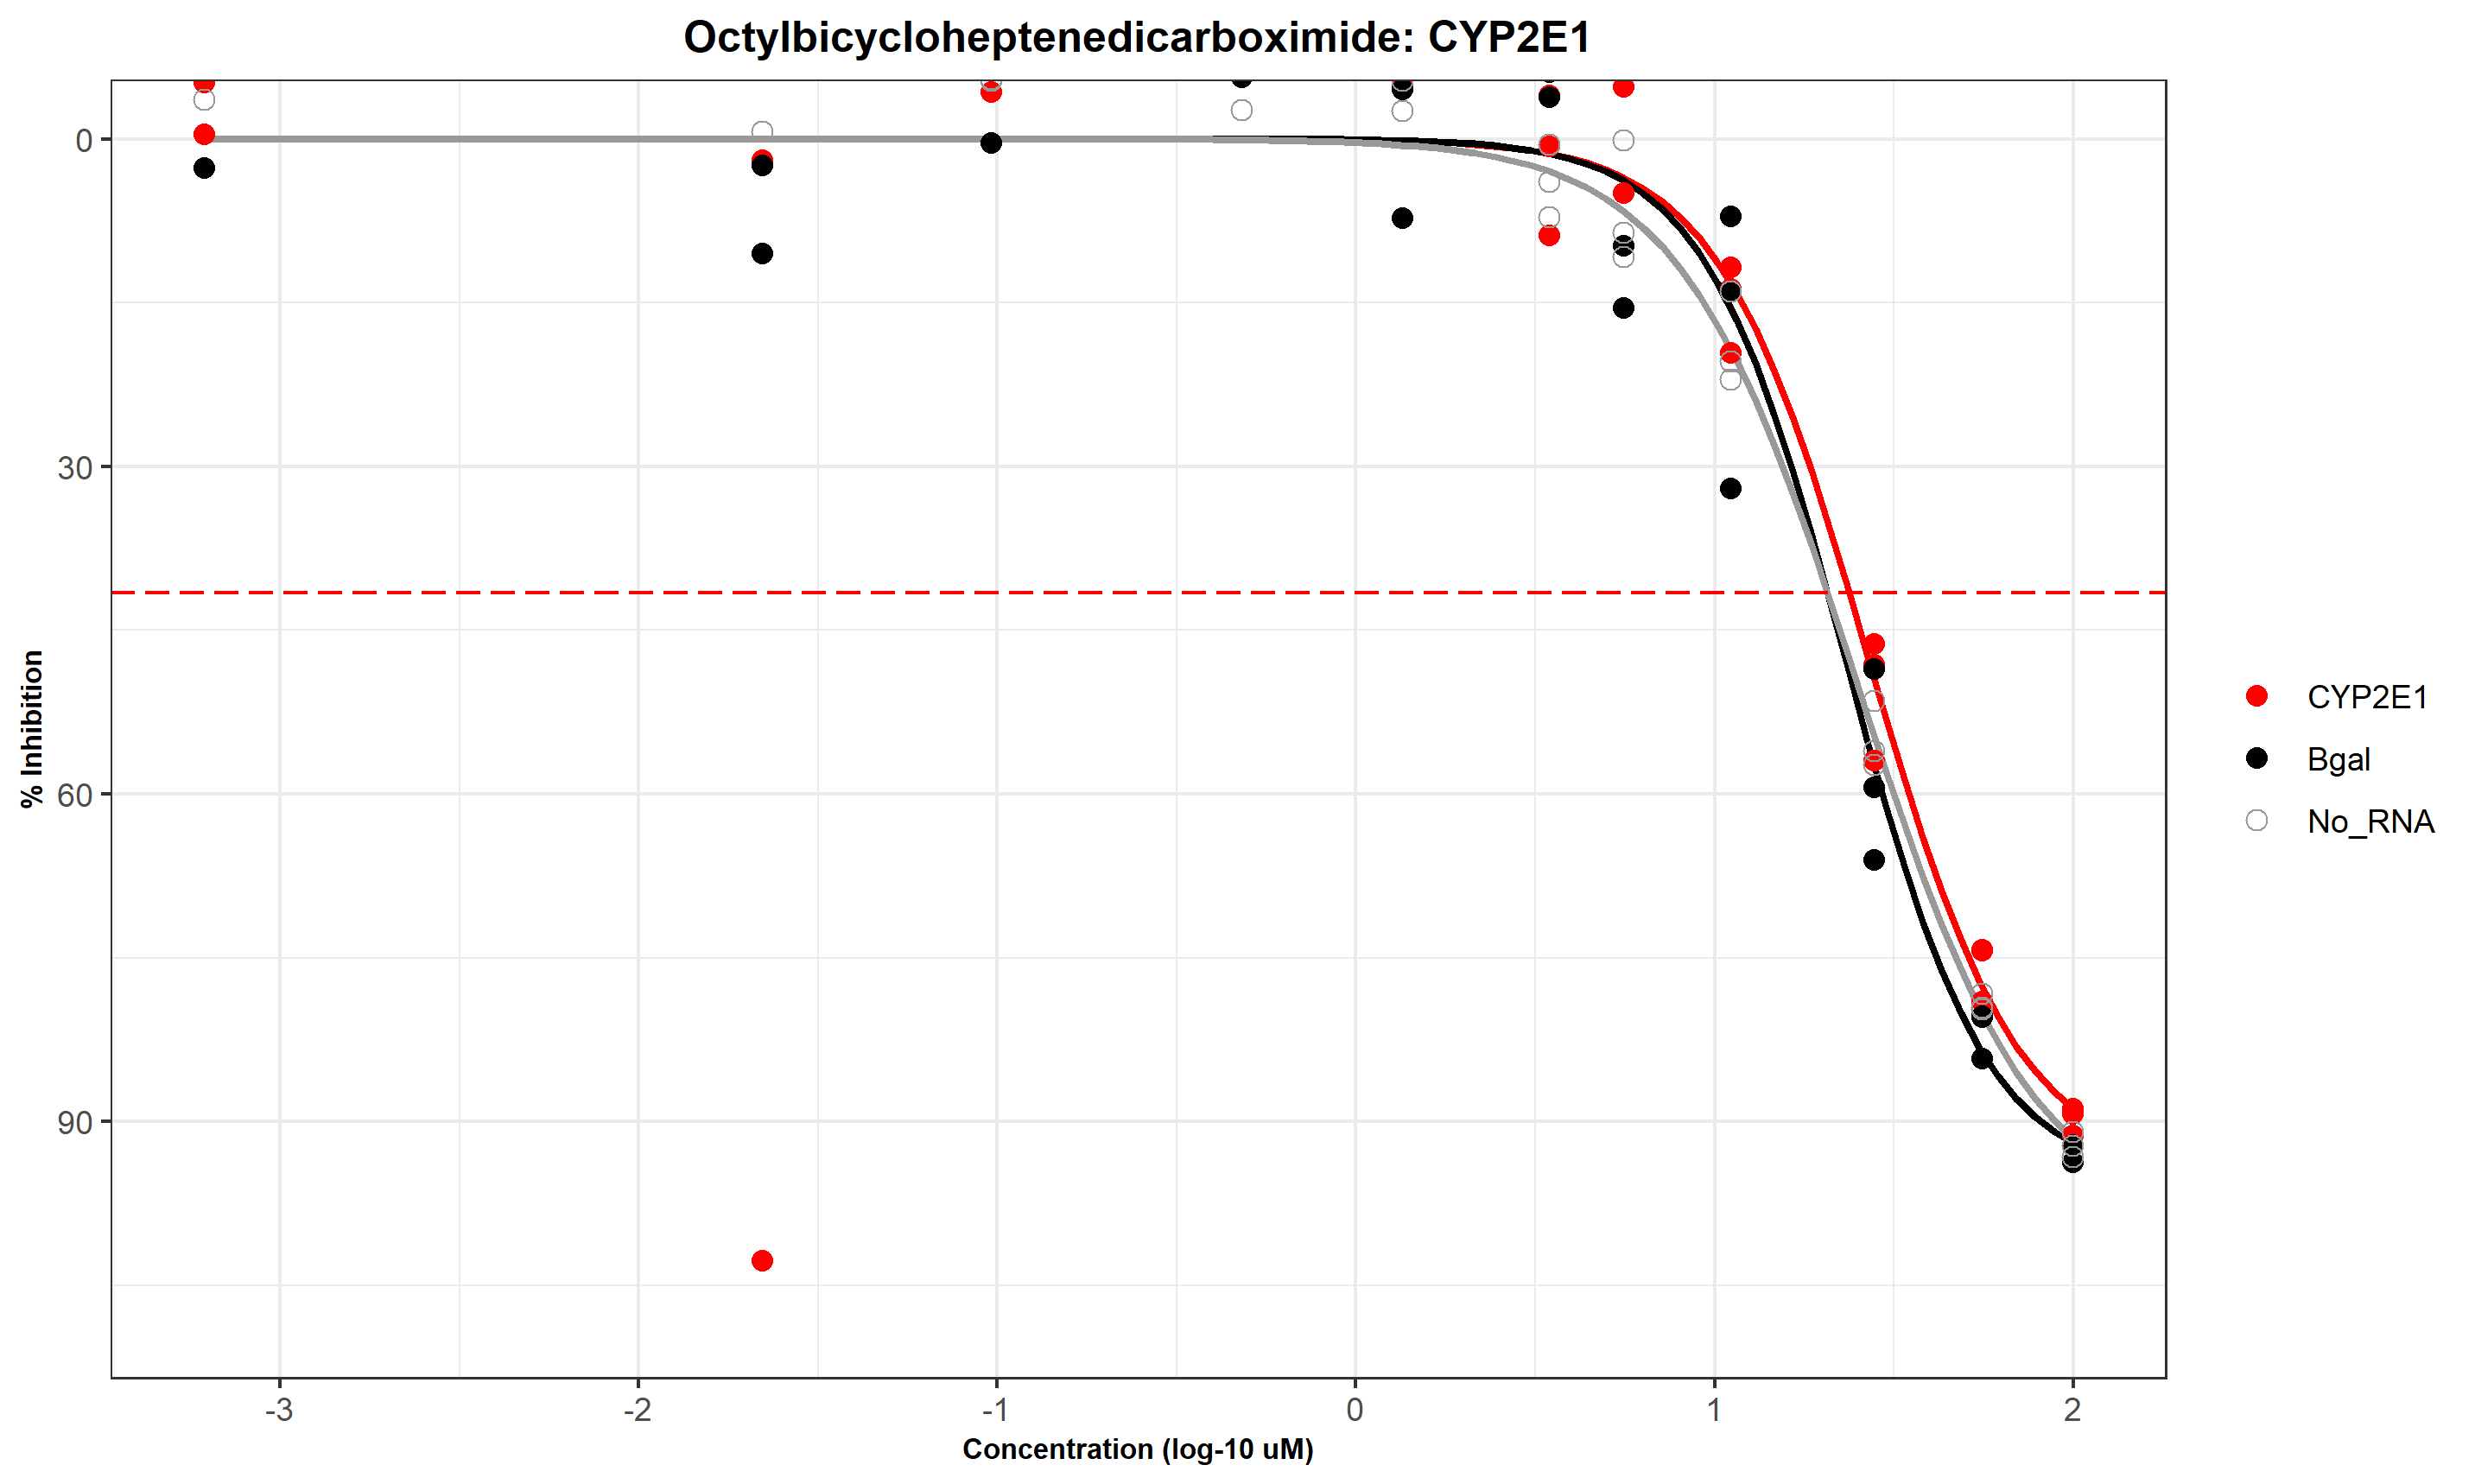 Octylbicycloheptenedicarboximide: CYP2E1
% Inhibition
0
30
60
90
-3
-2
-1
0
1
2
Concentration (log-10 uM)
CYP2E1
Bgal
No_RNA